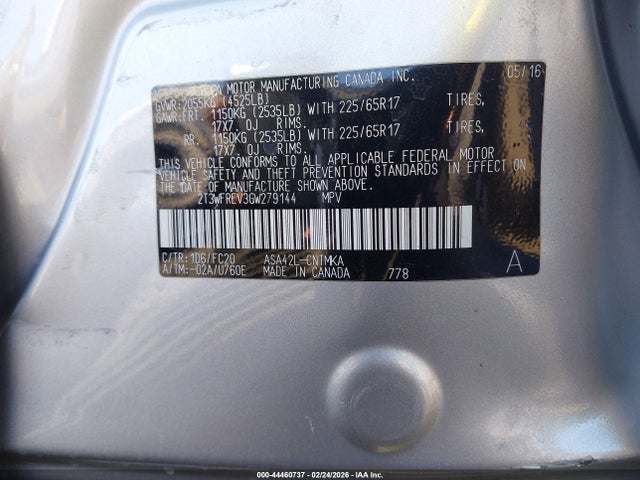 MOTOR MANUFACTURING CANADA INC. 05/16
GVWR: 2055KG (4525LB)
GAWR: FRT. 1150KG (2535LB) WITH 225/65R17 TIRES,
17X7. 0J RIMS.
RR. 1150KG (2535LB) WITH 225/65R17 TIRES,
17X7. 0J RIMS.
THIS VEHICLE CONFORMS TO ALL APPLICABLE FEDERAL MOTOR
VEHICLE SAFETY AND THEFT PREVENTION STANDARDS IN EFFECT ON
THE DATE OF MANUFACTURE SHOWN ABOVE.
2T3WFREV3GW279144 MPV
C/TR: 1D6/FC20 ASA42L-CNTMKA
A/TM: -02A/U760E MADE IN CANADA 778 A
000-44460737 - 02/24/2026 - IAA Inc.